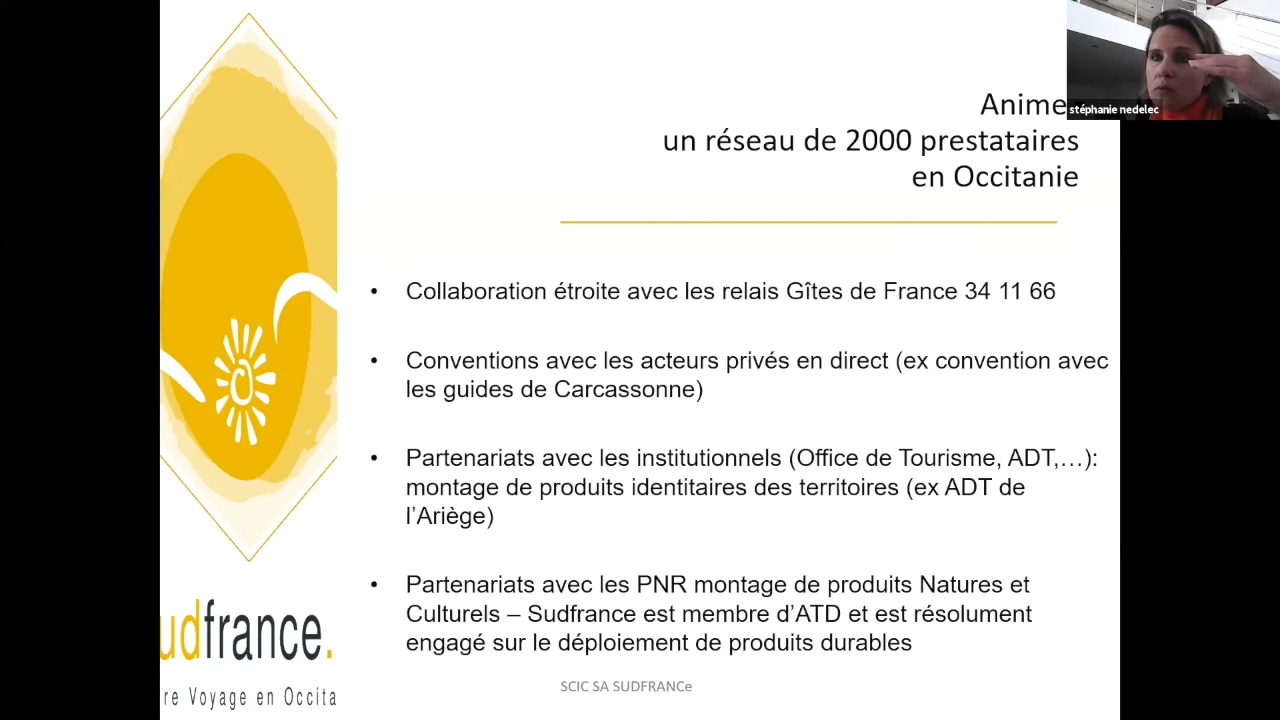 Anime
un réseau de 2000 prestataires
en Occitanie
stéphanie nedelec
• Collaboration étroite avec les relais Gîtes de France 34 11 66
• Conventions avec les acteurs privés en direct (ex convention avec
les guides de Carcassonne)
• Partenariats avec les institutionnels (Office de Tourisme, ADT,…):
montage de produits identitaires des territoires (ex ADT de
l’Ariège)
• Partenariats avec les PNR montage de produits Natures et
Culturels – Sudfrance est membre d’ATD et est résolument
engagé sur le déploiement de produits durables
udfrance.
re Voyage en Occita
SCIC SA SUDFRANCe